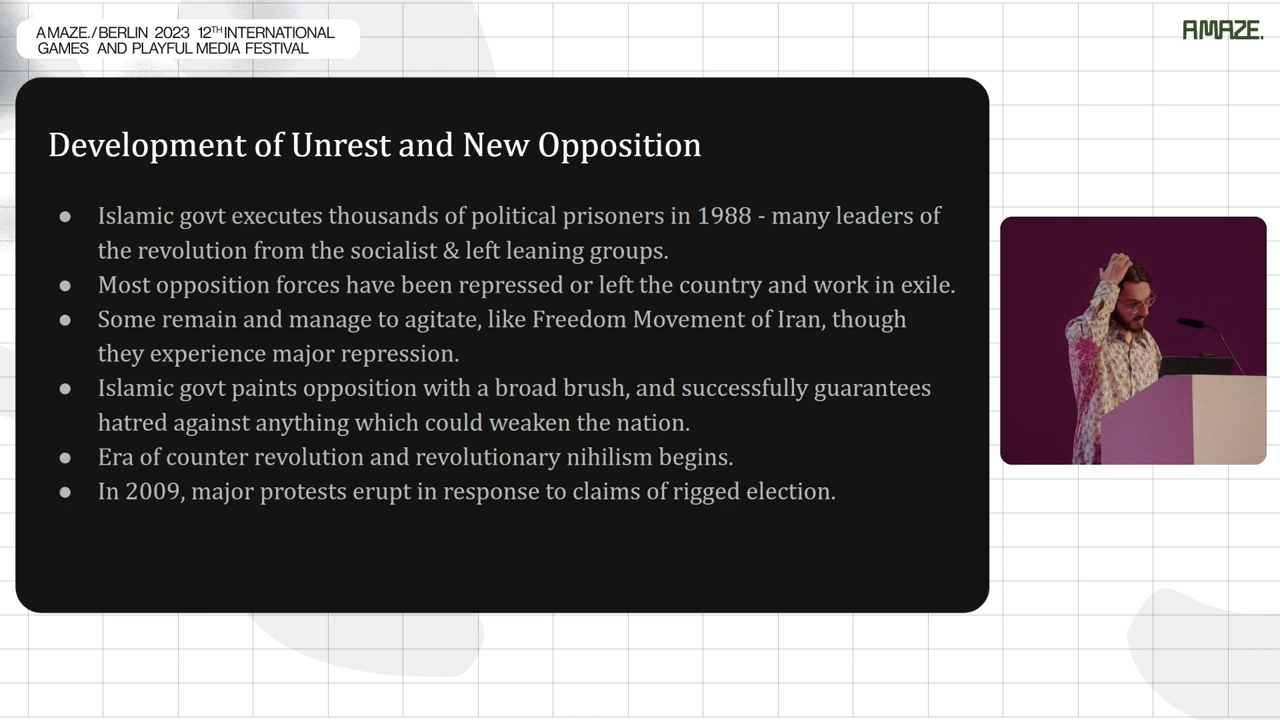 A MAZE. / BERLIN 2023 12TH INTERNATIONAL
GAMES AND PLAYFUL MEDIA FESTIVAL
A MAZE.
Development of Unrest and New Opposition
● Islamic govt executes thousands of political prisoners in 1988 - many leaders of
the revolution from the socialist & left leaning groups.
● Most opposition forces have been repressed or left the country and work in exile.
● Some remain and manage to agitate, like Freedom Movement of Iran, though
they experience major repression.
● Islamic govt paints opposition with a broad brush, and successfully guarantees
hatred against anything which could weaken the nation.
● Era of counter revolution and revolutionary nihilism begins.
● In 2009, major protests erupt in response to claims of rigged election.